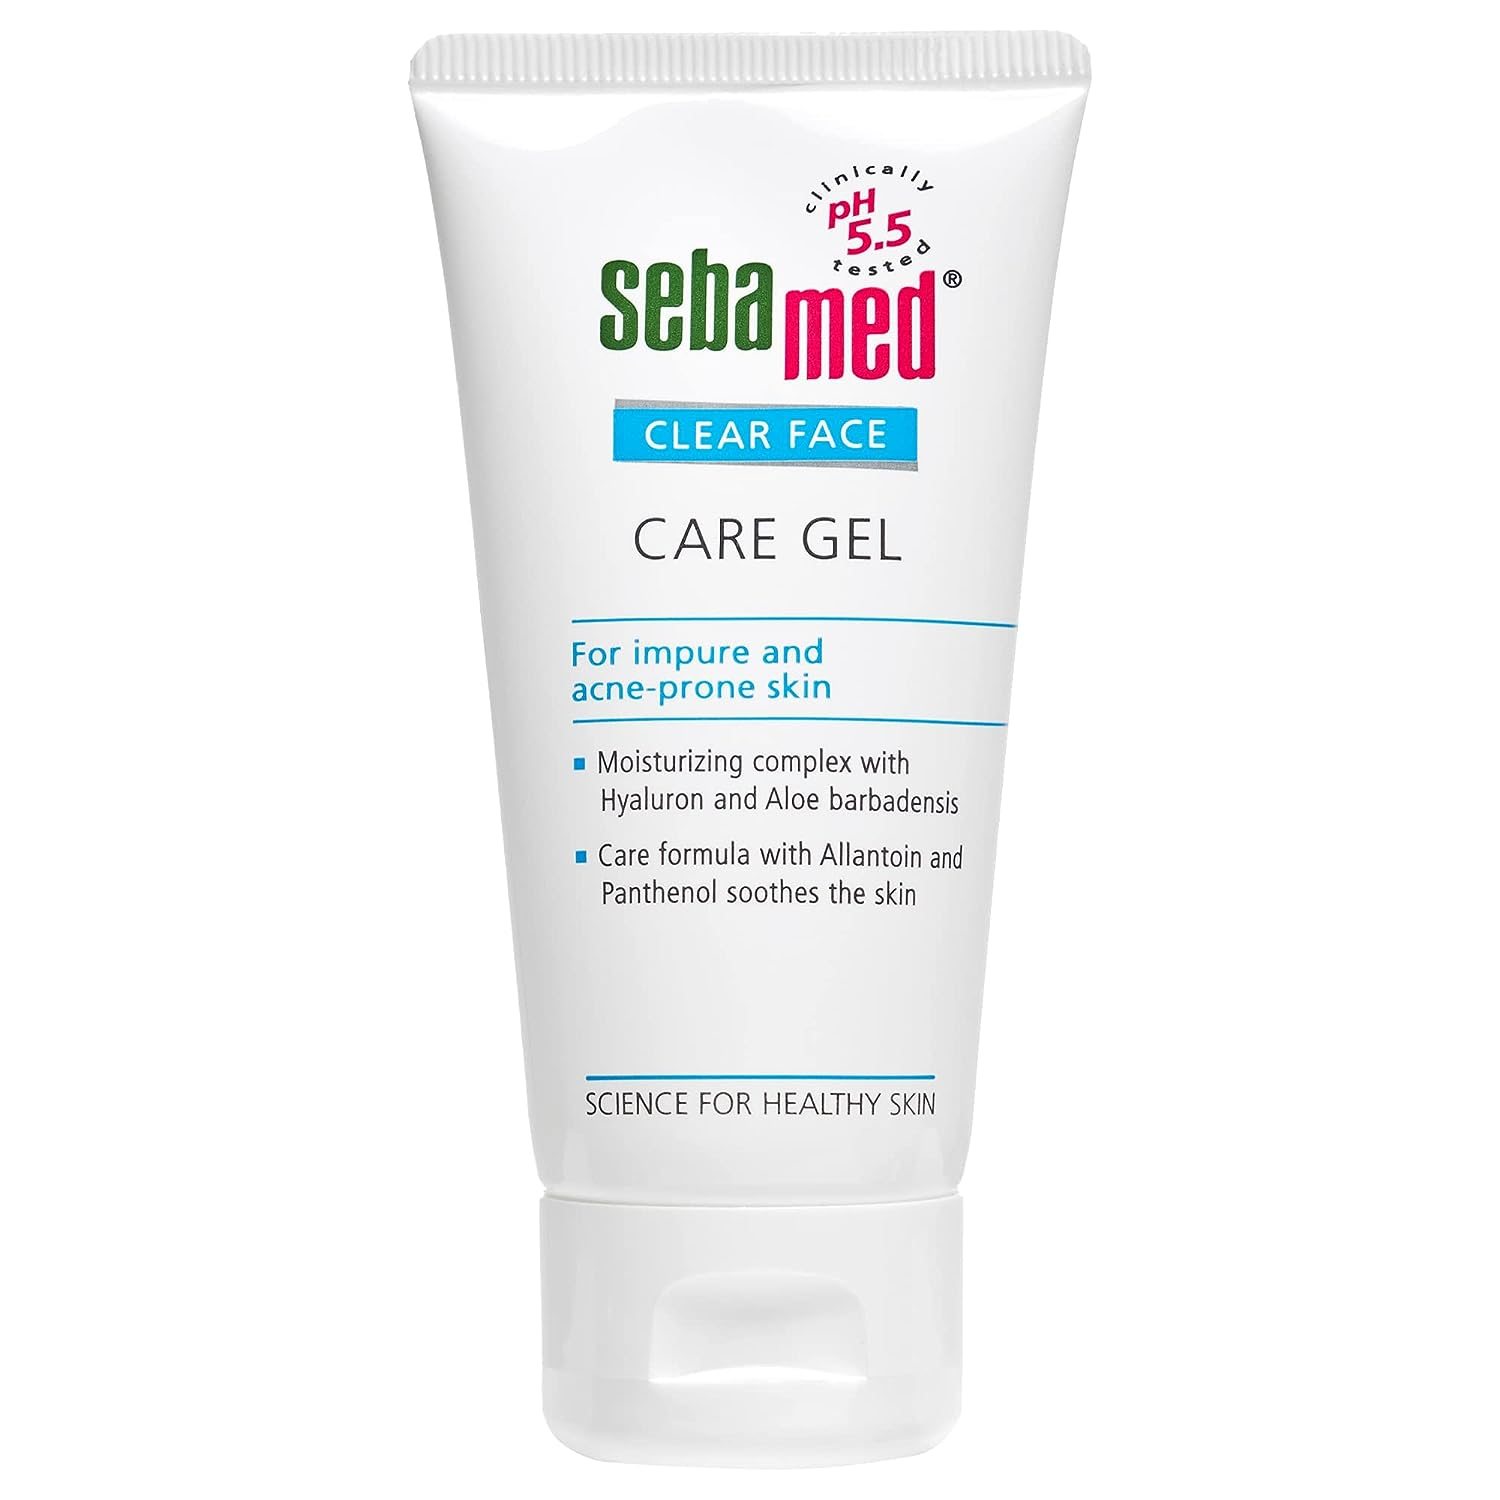 clinically
pH
5.5
tested
sebamed®
CLEAR FACE
CARE GEL
For impure and
acne-prone skin
▪ Moisturizing complex with
Hyaluron and Aloe barbadensis
▪ Care formula with Allantoin and
Panthenol soothes the skin
SCIENCE FOR HEALTHY SKIN